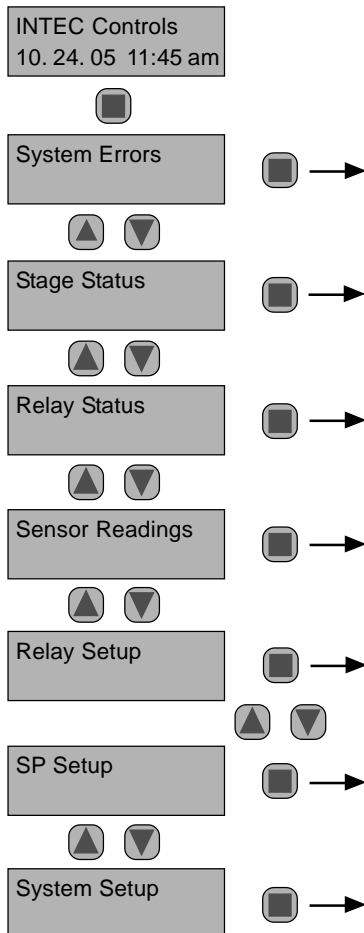 INTEC Controls
10. 24. 05 11:45 am
System Errors
Stage Status
Relay Status
Sensor Readings
Relay Setup
SP Setup
System Setup